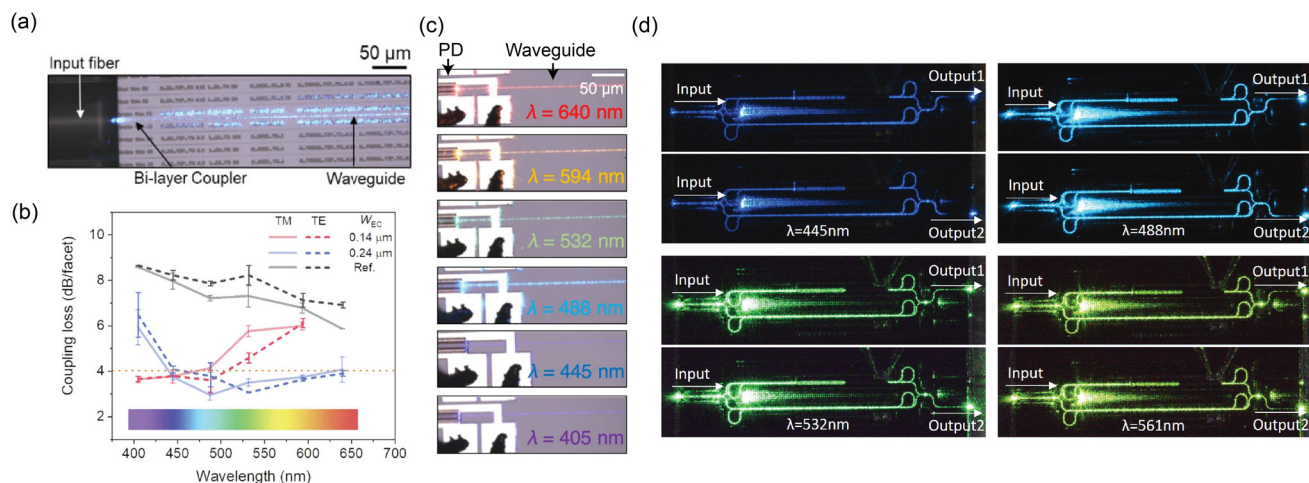 (a)
50 μm
Input fiber
Bi-layer Coupler
Waveguide
(b)
TM TE W_EC
0.14 μm
0.24 μm
Ref.
10
8
6
4
2
Coupling loss (dB/facet)
400 450 500 550 600 650 700
Wavelength (nm)
(c)
PD Waveguide
50 μm
λ = 640 nm
λ = 594 nm
λ = 532 nm
λ = 488 nm
λ = 445 nm
λ = 405 nm
(d)
Input Output1
Input Output2
λ=445nm
Input Output1
Input Output2
λ=488nm
Input Output1
Input Output2
λ=532nm
Input Output1
Input Output2
λ=561nm